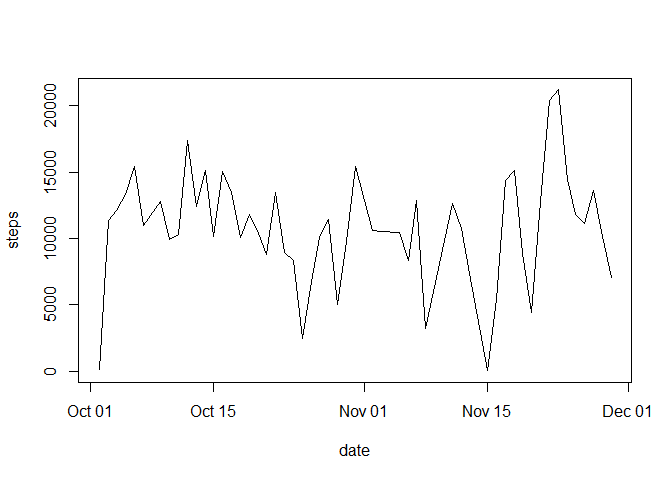 steps
20000
15000
10000
5000
0
Oct 01
Oct 15
Nov 01
Nov 15
Dec 01
date